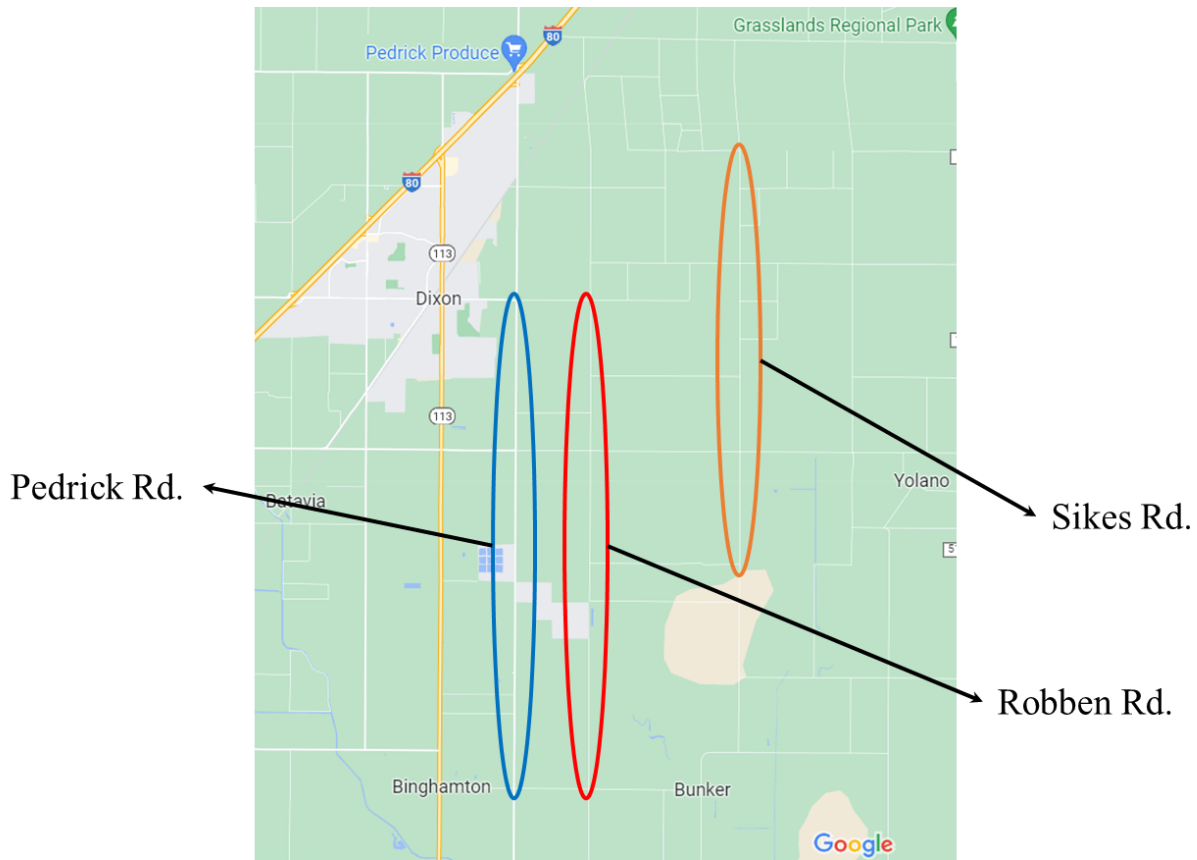 Grasslands Regional Park
80
Pedrick Produce
80
113
Dixon
113
Pedrick Rd.
Batavia
Yolano
Sikes Rd.
Robben Rd.
Binghamton
Bunker
Google